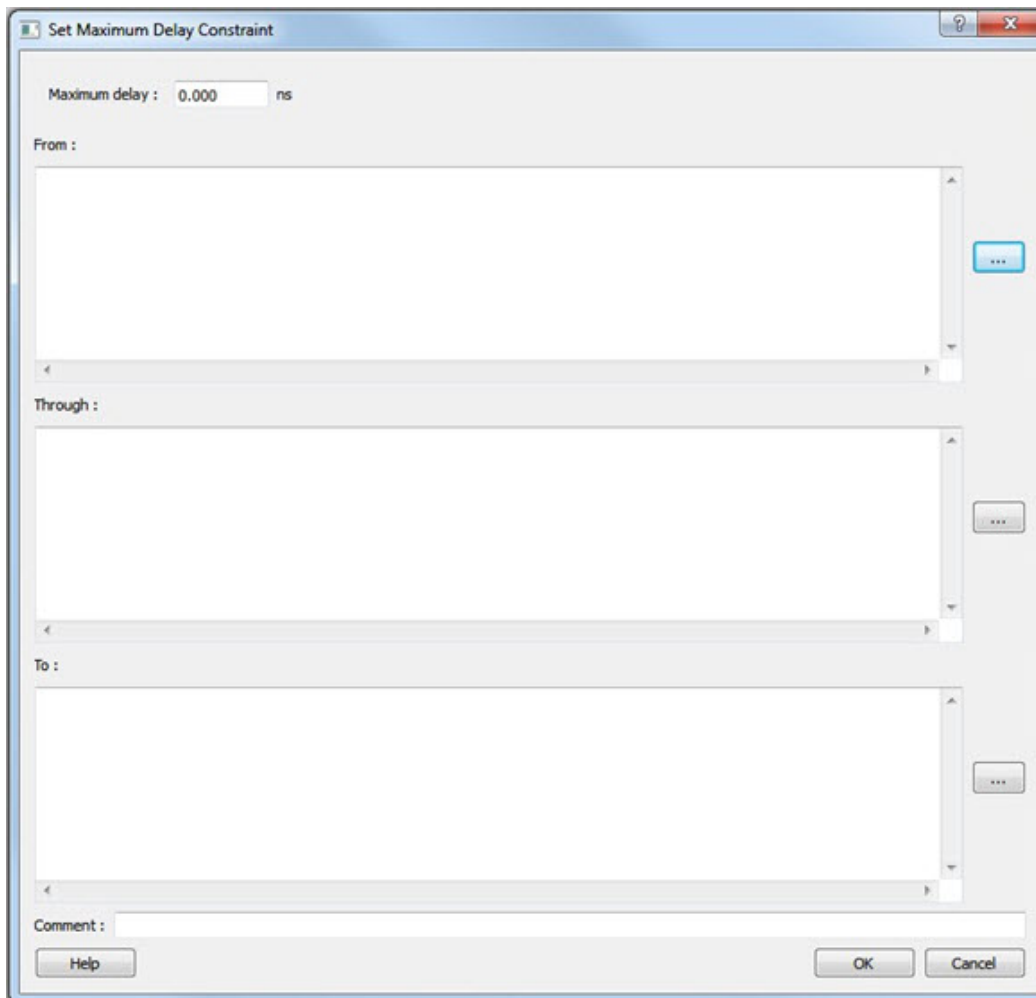 Set Maximum Delay Constraint
Maximum delay : 0.000 ns
From :
...
Through :
...
To :
...
Comment :
Help OK Cancel